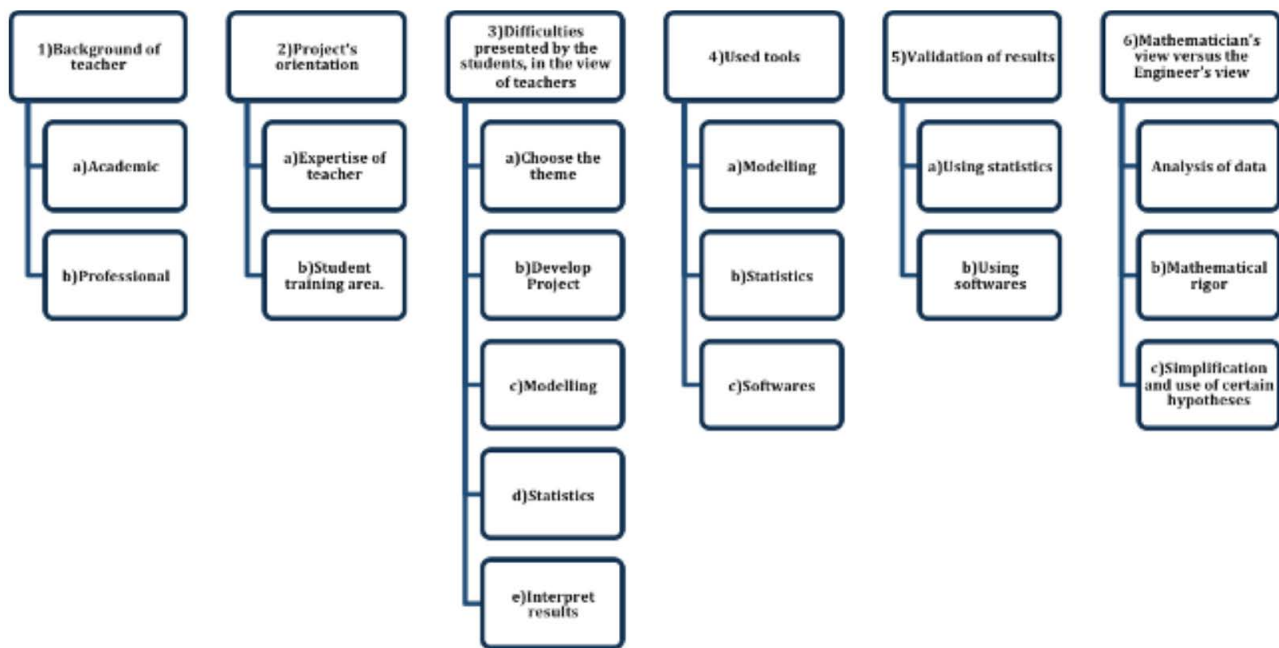 1)Background of
teacher
a)Academic
b)Professional
2)Project's
orientation
a)Expertise of
teacher
b)Student
training area.
3)Difficulties
presented by the
students, in the view
of teachers
a)Choose the
theme
b)Develop
Project
c)Modelling
d)Statistics
e)Interpret
results
4)Used tools
a)Modelling
b)Statistics
c)Softwares
5)Validation of results
a)Using statistics
b)Using
softwares
6)Mathematician's
view versus the
Engineer's view
Analysis of data
b)Mathematical
rigor
c)Simplification
and use of certain
hypotheses